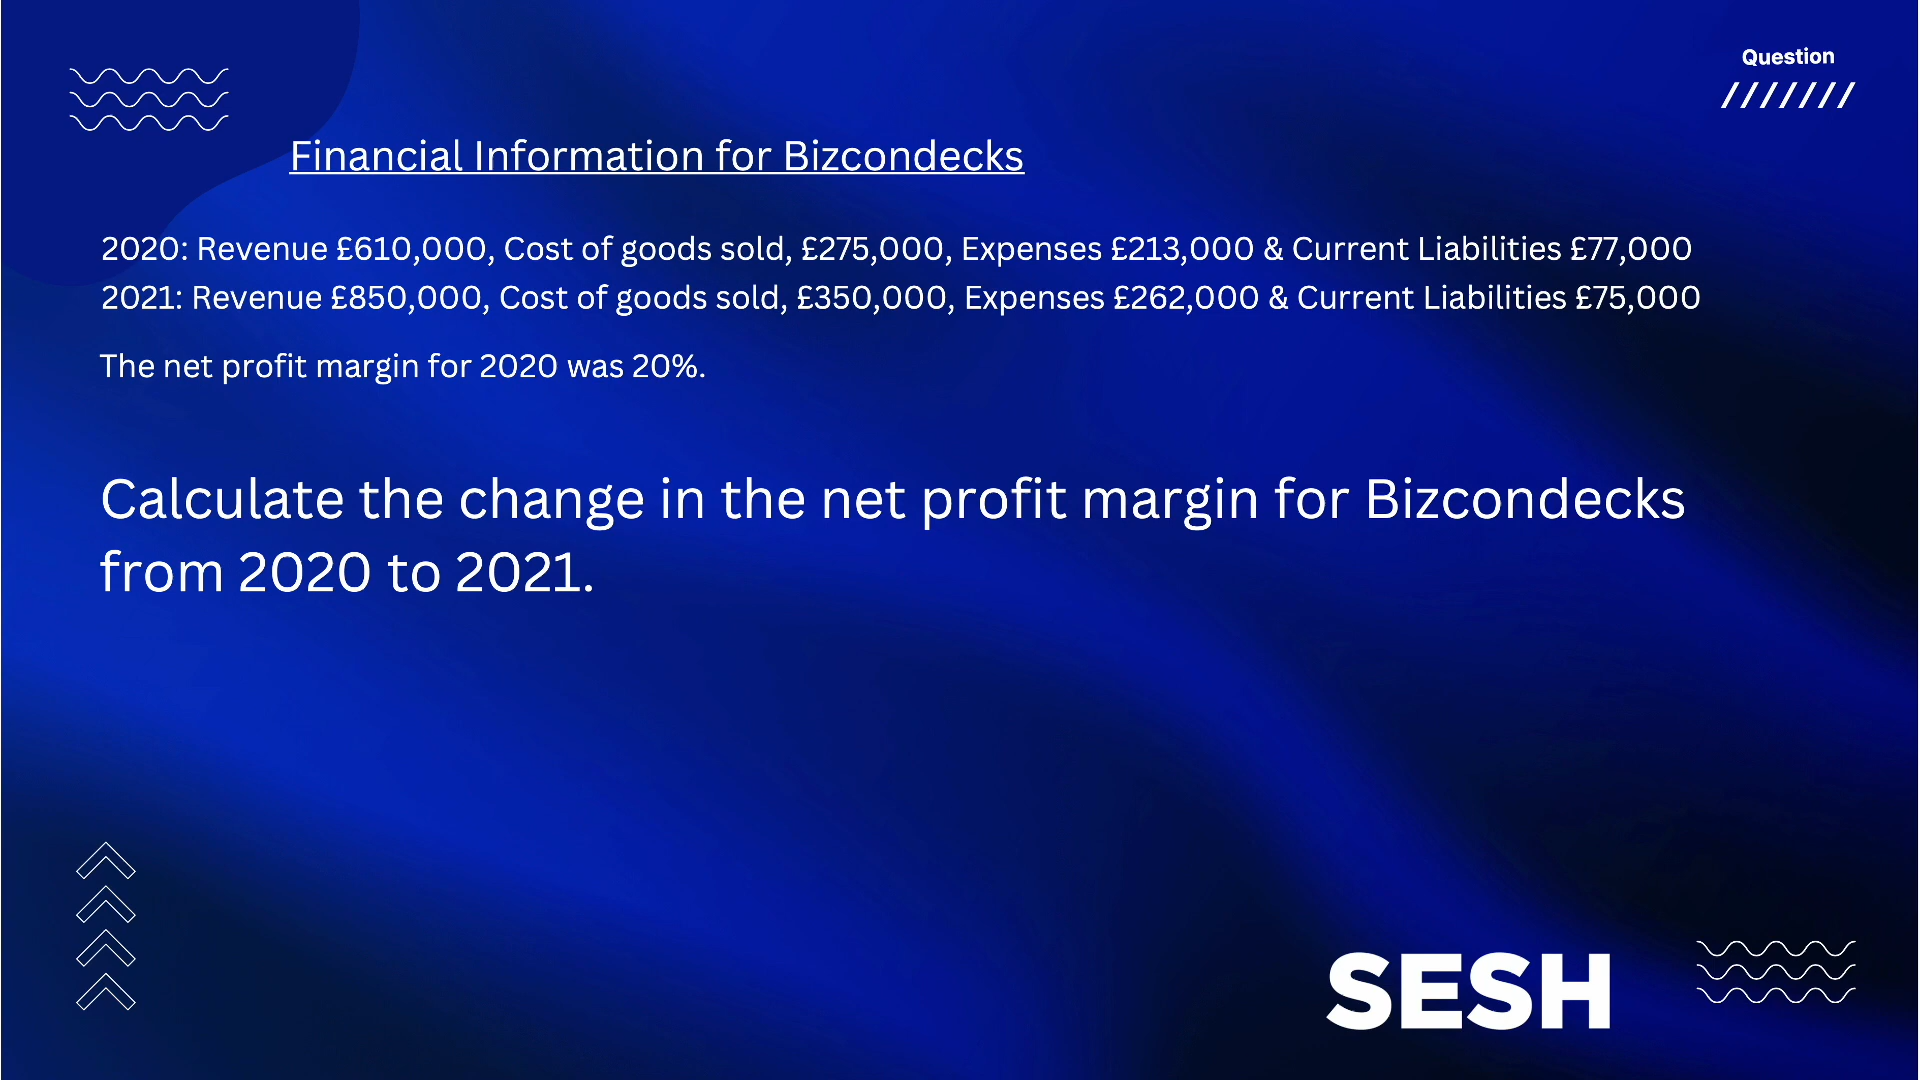 Question
Financial Information for Bizcondecks
2020: Revenue £610,000, Cost of goods sold, £275,000, Expenses £213,000 & Current Liabilities £77,000
2021: Revenue £850,000, Cost of goods sold, £350,000, Expenses £262,000 & Current Liabilities £75,000
The net profit margin for 2020 was 20%.
Calculate the change in the net profit margin for Bizcondecks
from 2020 to 2021.
SESH